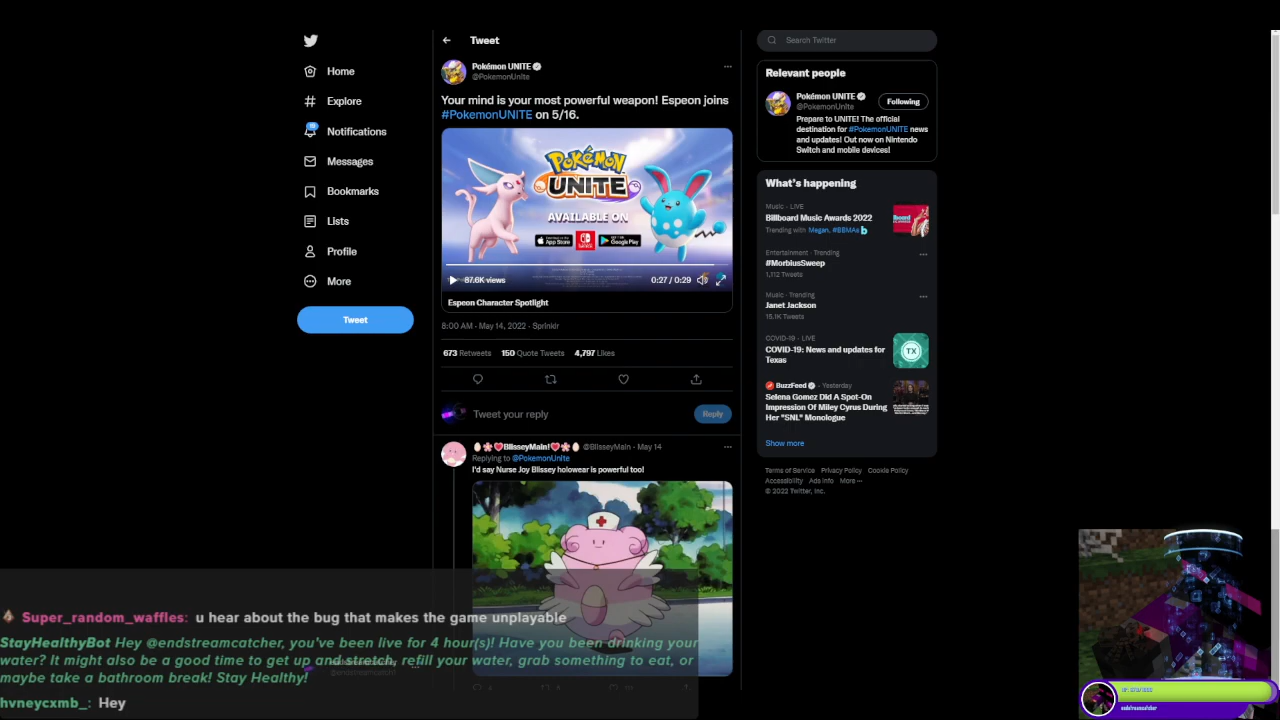 Home
Explore
Notifications
Messages
Bookmarks
Lists
Profile
More
Tweet
Tweet
Pokémon UNITE
@PokemonUnite
Your mind is your most powerful weapon! Espeon joins
#PokemonUNITE on 5/16.
POKéMON
UNITE
AVAILABLE ON
App Store
Google Play
87.6K views
0:27 / 0:29
Espeon Character Spotlight
8:00 AM · May 14, 2022 · Sprinklr
673 Retweets 150 Quote Tweets 4,797 Likes
Tweet your reply
Reply
BlisseyMain! @BlisseyMain · May 14
Replying to @PokemonUnite
I'd say Nurse Joy Blissey holowear is powerful too!
Search Twitter
Relevant people
Pokémon UNITE
@PokemonUnite
Following
Prepare to UNITE! The official
destination for #PokemonUNITE news
and updates! Out now on Nintendo
Switch and mobile devices!
What's happening
Music · LIVE
Billboard Music Awards 2022
Trending with Megan, #BBMAs
Entertainment · Trending
#MorbiusSweep
1,112 Tweets
Music · Trending
Janet Jackson
15.1K Tweets
COVID-19 · LIVE
COVID-19: News and updates for
Texas
TX
BuzzFeed · Yesterday
Selena Gomez Did A Spot-On
Impression Of Miley Cyrus During
Her "SNL" Monologue
Show more
Terms of Service Privacy Policy Cookie Policy
Accessibility Ads info More ···
© 2022 Twitter, Inc.
Super_random_waffles: u hear about the bug that makes the game unplayable
StayHealthyBot Hey @endstreamcatcher, you've been live for 4 hour(s)! Have you been drinking your
water? It might also be a good time to get up and stretch, refill your water, grab something to eat, or
maybe take a bathroom break! Stay Healthy!
hvneycxmb_: Hey